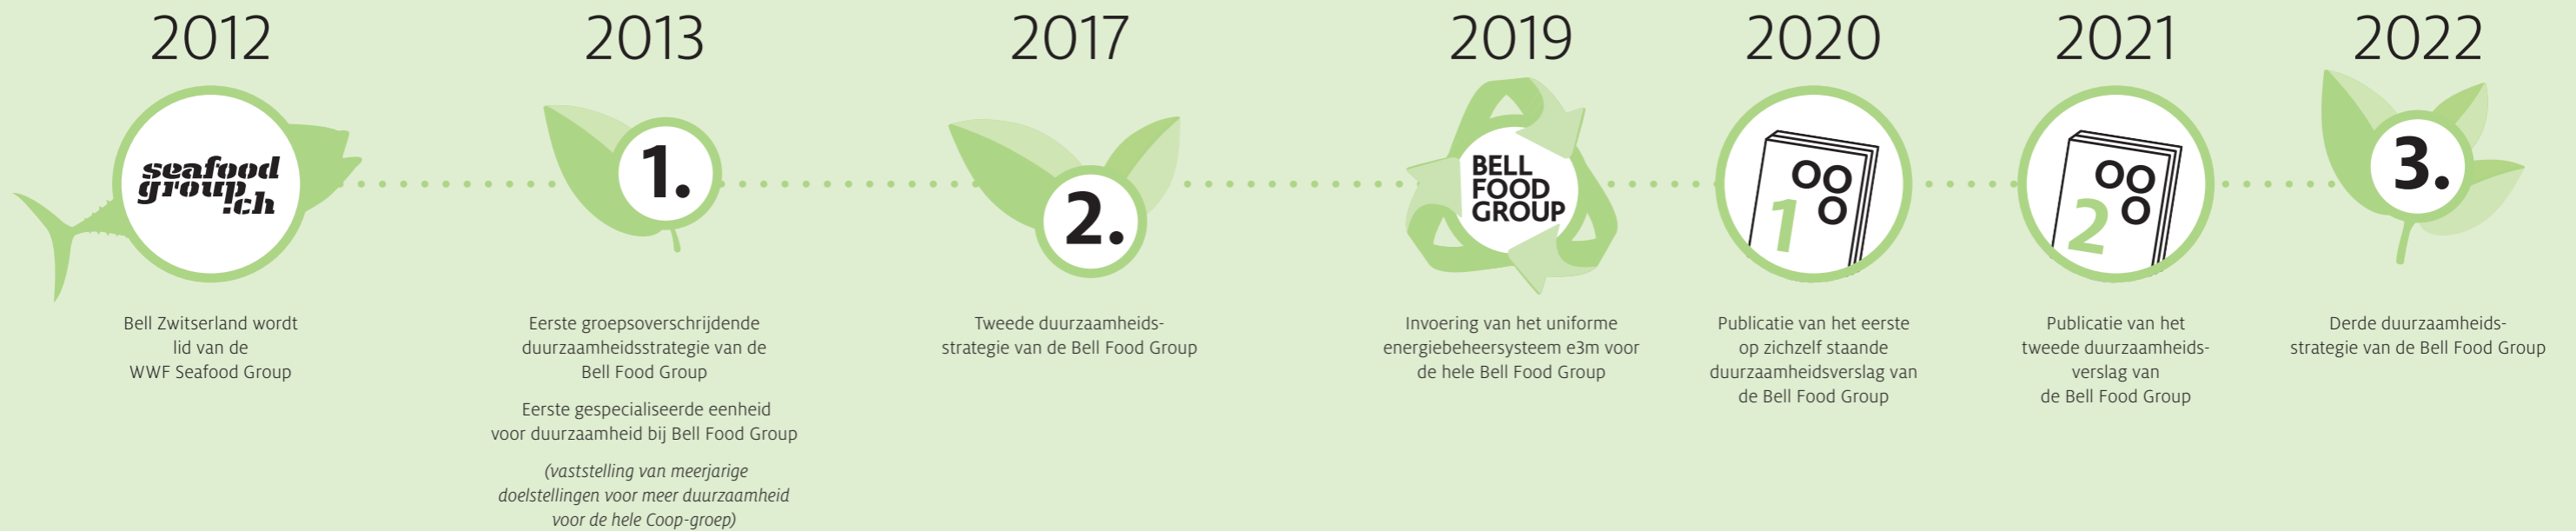 2012
seafood
group
.ch
Bell Zwitserland wordt
lid van de
WWF Seafood Group
2013
1.
Eerste groepsoverschrijdende
duurzaamheidsstrategie van de
Bell Food Group
Eerste gespecialiseerde eenheid
voor duurzaamheid bij Bell Food Group
(vaststelling van meerjarige
doelstellingen voor meer duurzaamheid
voor de hele Coop-groep)
2017
2.
Tweede duurzaamheids-
strategie van de Bell Food Group
2019
BELL
FOOD
GROUP
Invoering van het uniforme
energiebeheersysteem e3m voor
de hele Bell Food Group
2020
1
Publicatie van het eerste
op zichzelf staande
duurzaamheidsverslag van
de Bell Food Group
2021
2
Publicatie van het
tweede duurzaamheids-
verslag van
de Bell Food Group
2022
3.
Derde duurzaamheids-
strategie van de Bell Food Group